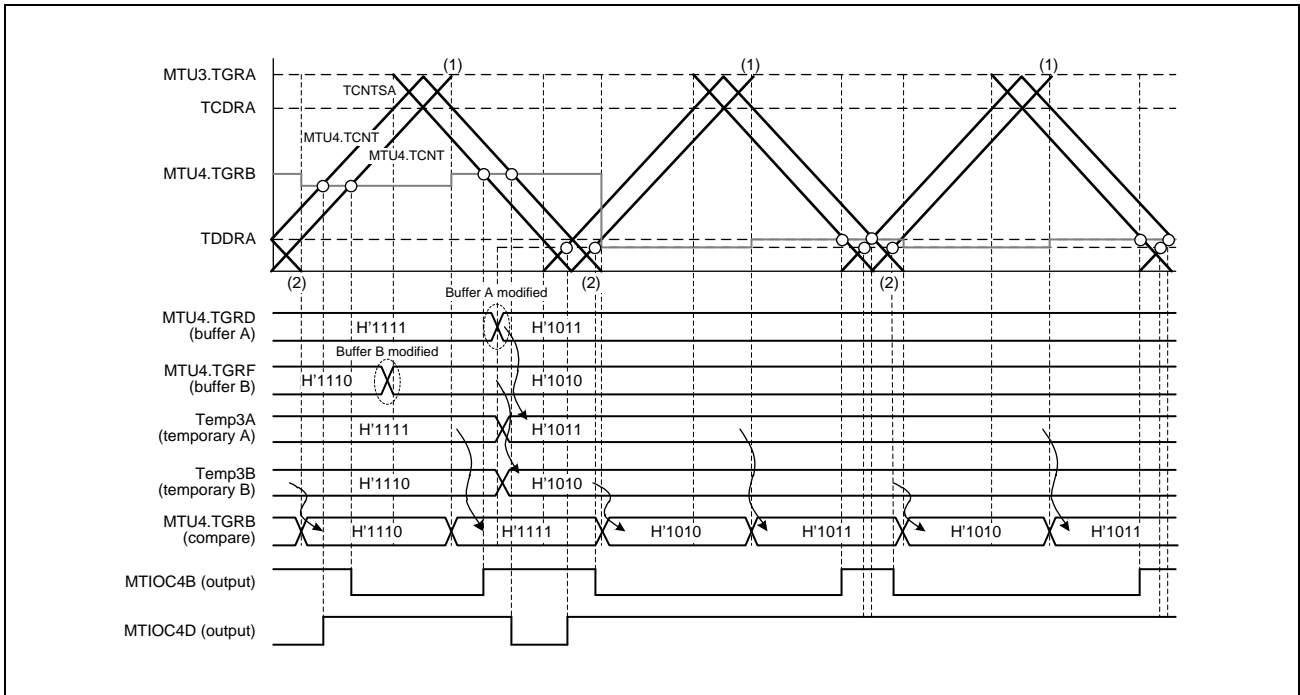 MTU3.TGRA
(1)
(1)
(1)
TCNTSA
TCDRA
MTU4.TCNT
MTU4.TCNT
MTU4.TGRB
TDDRA
(2)
(2)
(2)
Buffer A modified
MTU4.TGRD
(buffer A)
H'1111
H'1011
Buffer B modified
MTU4.TGRF
(buffer B)
H'1110
H'1010
Temp3A
(temporary A)
H'1111
H'1011
Temp3B
(temporary B)
H'1110
H'1010
MTU4.TGRB
(compare)
H'1110
H'1111
H'1010
H'1011
H'1010
H'1011
MTIOC4B (output)
MTIOC4D (output)